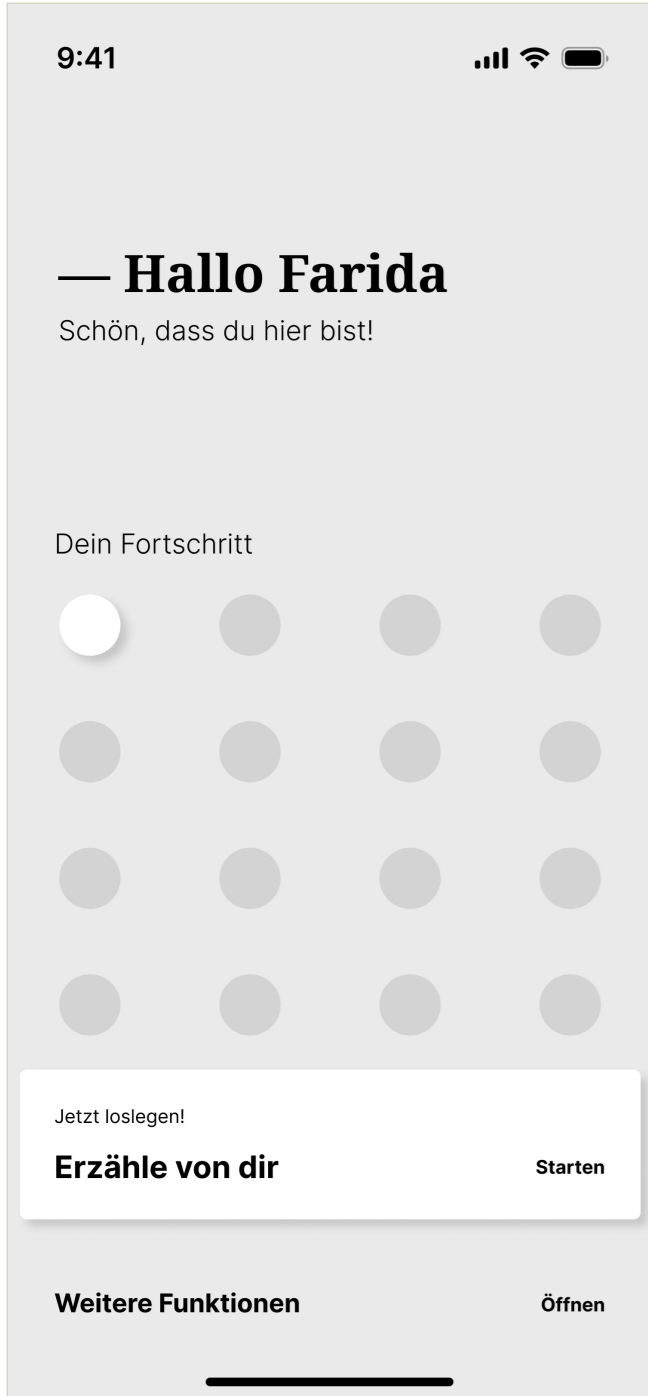 9:41
— Hallo Farida
Schön, dass du hier bist!
Dein Fortschritt
Jetzt loslegen!
Erzähle von dir
Starten
Weitere Funktionen
Öffnen